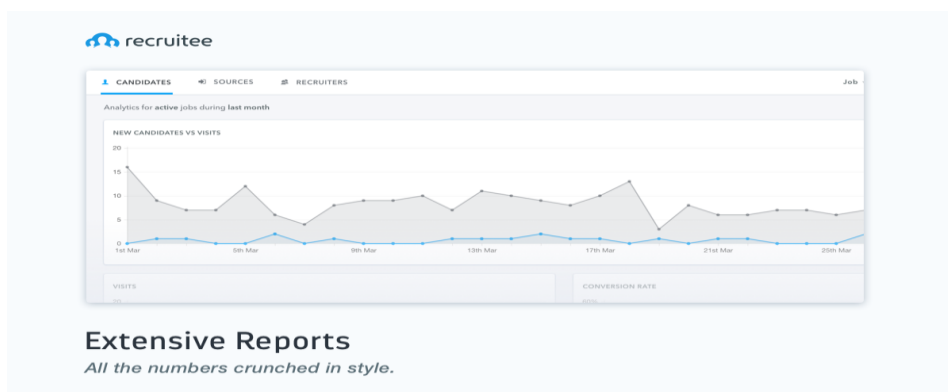 recruitee
CANDIDATES SOURCES RECRUITERS Job
Analytics for active jobs during last month
NEW CANDIDATES VS VISITS
20
15
10
5
0
1st Mar 5th Mar 9th Mar 13th Mar 17th Mar 21st Mar 25th Mar
VISITS CONVERSION RATE
20
Extensive Reports
All the numbers crunched in style.